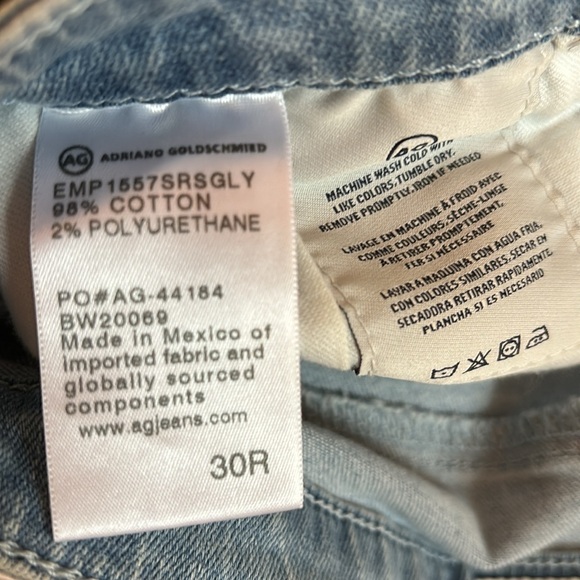 AG ADRIANO GOLDSCHMIED
EMP1557SRSGLY
98% COTTON
2% POLYURETHANE
PO#AG-44184
BW20069
Made in Mexico of
imported fabric and
globally sourced
components
www.agjeans.com
30R
MACHINE WASH COLD WITH
LIKE COLORS. TUMBLE DRY.
REMOVE PROMPTLY. IRON IF NEEDED
LAVAGE EN MACHINE À FROID AVEC
COMME COULEURS. SÈCHE-LINGE
À RETIRER PROMPTEMENT.
FER SI NÉCESSAIRE
LAVAR A MAQUINA CON AGUA FRIA.
CON COLORES SIMILARES. SECAR EN
SECADORA RETIRAR RAPIDAMENTE.
PLANCHA SI ES NECESARIO